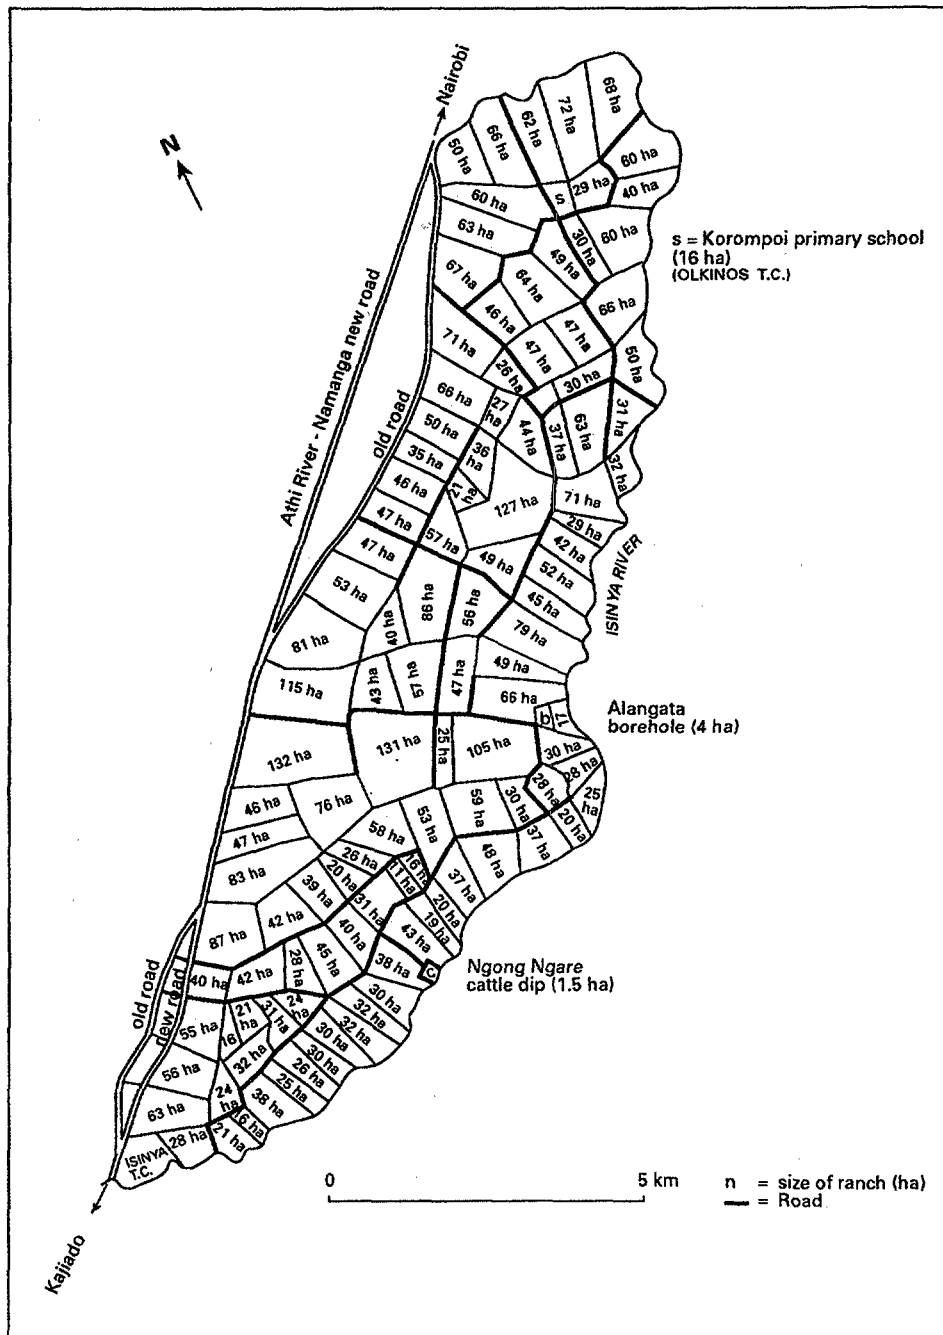 Nairobi
N
68 ha
72 ha
62 ha
66 ha
50 ha
60 ha
29 ha
40 ha
s
60 ha
60 ha
30 ha
63 ha
49 ha
s = Korompoi primary school
(16 ha)
(OLKINOS T.C.)
67 ha
64 ha
66 ha
46 ha
47 ha
47 ha
71 ha
26 ha
50 ha
30 ha
66 ha
27 ha
31 ha
Athi River - Namanga new road
old road
50 ha
36 ha
44 ha
37 ha
63 ha
35 ha
32 ha
46 ha
21 ha
127 ha
71 ha
29 ha
47 ha
57 ha
42 ha
ISINYA RIVER
47 ha
49 ha
52 ha
53 ha
86 ha
56 ha
45 ha
40 ha
79 ha
81 ha
49 ha
115 ha
43 ha
57 ha
47 ha
66 ha
b
17
Alangata
borehole (4 ha)
132 ha
131 ha
25 ha
105 ha
30 ha
28 ha
28 ha
25 ha
46 ha
76 ha
59 ha
30 ha
20 ha
47 ha
58 ha
53 ha
37 ha
83 ha
26 ha
16 ha
48 ha
20 ha
11 ha
37 ha
39 ha
31 ha
20 ha
42 ha
19 ha
87 ha
40 ha
43 ha
45 ha
38 ha
c
Ngong Ngare
cattle dip (1.5 ha)
old road
new road
40 ha
42 ha
28 ha
30 ha
21 ha
31 ha
24 ha
32 ha
55 ha
16
32 ha
30 ha
32 ha
30 ha
56 ha
26 ha
24 ha
25 ha
63 ha
38 ha
16 ha
28 ha
21 ha
ISINYA
T.C.
0
5 km
n = size of ranch (ha)
= Road
Kajiado